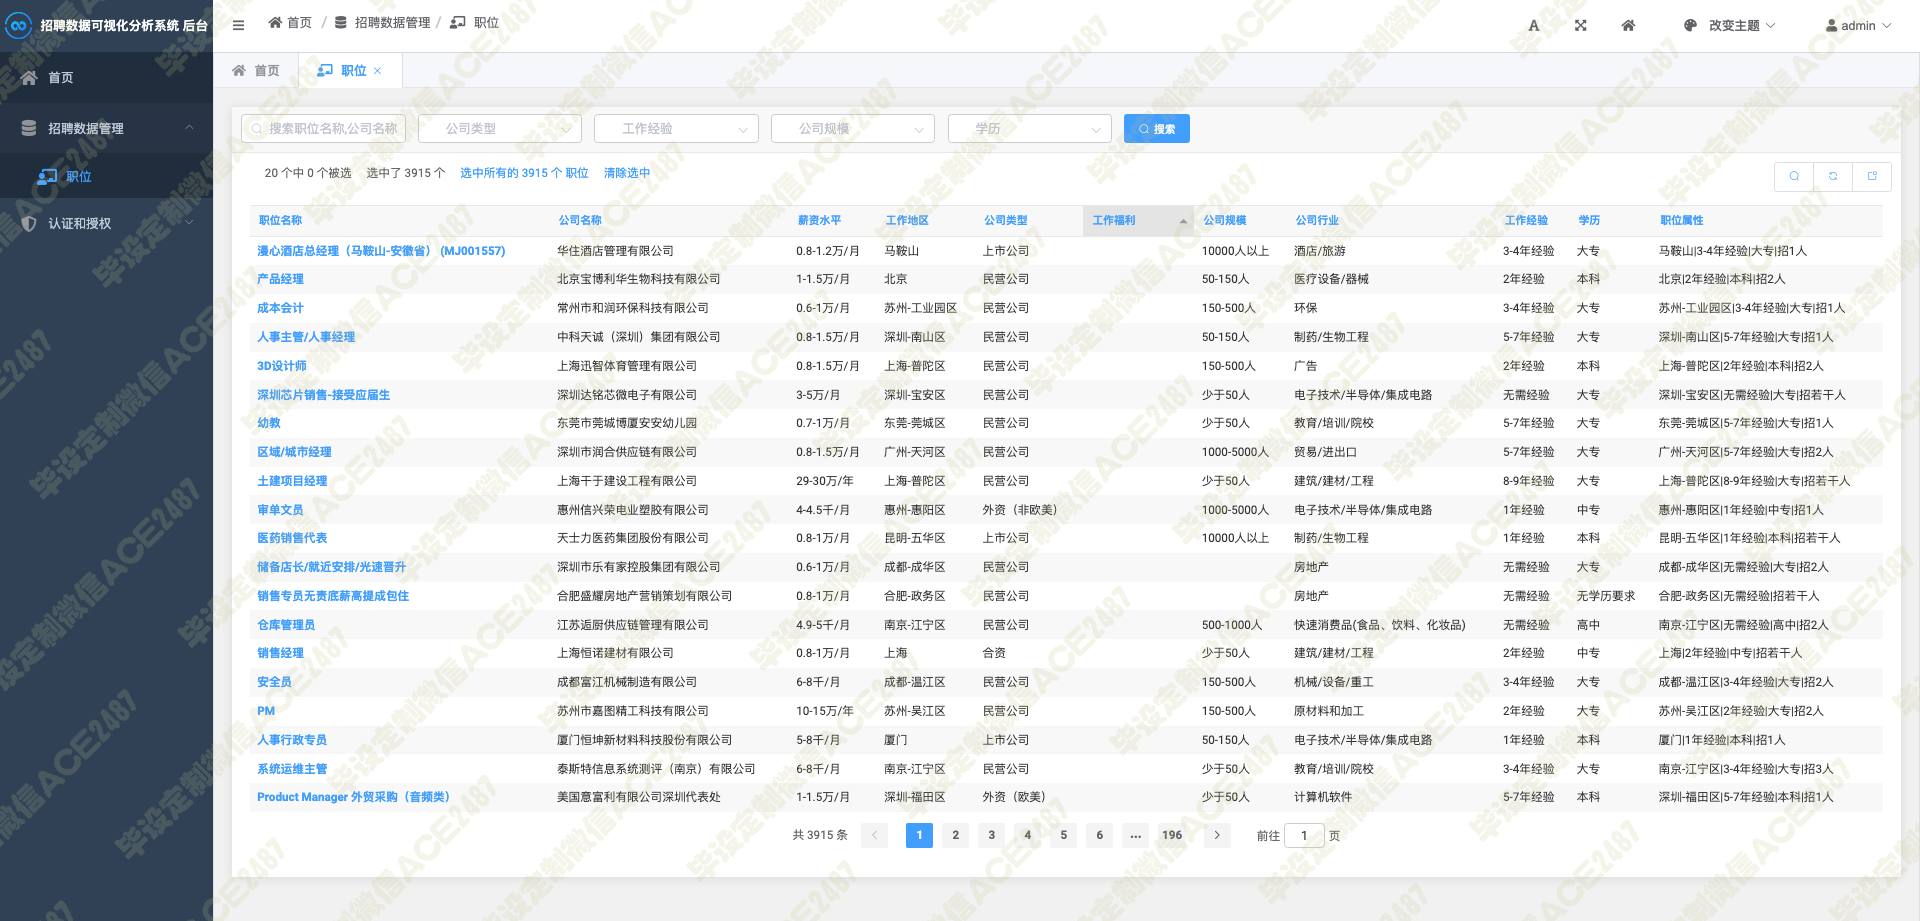 招聘数据可视化分析系统 后台
首页 / 招聘数据管理 / 职位
改变主题
admin
首页
招聘数据管理
职位
认证和授权
首页 职位
搜索职位名称,公司名称 公司类型 工作经验 公司规模 学历 搜索
20 个中 0 个被选 选中了 3915 个 选中所有的 3915 个 职位 清除选中
职位名称 公司名称 薪资水平 工作地区 公司类型 工作福利 公司规模 公司行业 工作经验 学历 职位属性
漫心酒店总经理（马鞍山-安徽省） (MJ001557) 华住酒店管理有限公司 0.8-1.2万/月 马鞍山 上市公司 10000人以上 酒店/旅游 3-4年经验 大专 马鞍山|3-4年经验|大专|招1人
产品经理 北京宝博利华生物科技有限公司 1-1.5万/月 北京 民营公司 50-150人 医疗设备/器械 2年经验 本科 北京|2年经验|本科|招2人
成本会计 常州市和润环保科技有限公司 0.6-1万/月 苏州-工业园区 民营公司 150-500人 环保 3-4年经验 大专 苏州-工业园区|3-4年经验|大专|招1人
人事主管/人事经理 中科天诚（深圳）集团有限公司 0.8-1.5万/月 深圳-南山区 民营公司 50-150人 制药/生物工程 5-7年经验 大专 深圳-南山区|5-7年经验|大专|招1人
3D设计师 上海迅智体育管理有限公司 0.8-1.5万/月 上海-普陀区 民营公司 150-500人 广告 2年经验 本科 上海-普陀区|2年经验|本科|招2人
深圳芯片销售-接受应届生 深圳达铭芯微电子有限公司 3-5万/月 深圳-宝安区 民营公司 少于50人 电子技术/半导体/集成电路 无需经验 大专 深圳-宝安区|无需经验|大专|招若干人
幼教 东莞市莞城博厦安安幼儿园 0.7-1万/月 东莞-莞城区 民营公司 少于50人 教育/培训/院校 5-7年经验 大专 东莞-莞城区|5-7年经验|大专|招1人
区域/城市经理 深圳市润合供应链有限公司 0.8-1.5万/月 广州-天河区 民营公司 1000-5000人 贸易/进出口 5-7年经验 大专 广州-天河区|5-7年经验|大专|招2人
土建项目经理 上海干于建设工程有限公司 29-30万/年 上海-普陀区 民营公司 少于50人 建筑/建材/工程 8-9年经验 大专 上海-普陀区|8-9年经验|大专|招若干人
审单文员 惠州信兴荣电业塑胶有限公司 4-4.5千/月 惠州-惠阳区 外资（非欧美） 1000-5000人 电子技术/半导体/集成电路 1年经验 中专 惠州-惠阳区|1年经验|中专|招1人
医药销售代表 天士力医药集团股份有限公司 0.8-1万/月 昆明-五华区 上市公司 10000人以上 制药/生物工程 1年经验 本科 昆明-五华区|1年经验|本科|招若干人
储备店长/就近安排/光速晋升 深圳市乐有家控股集团有限公司 0.6-1万/月 成都-成华区 民营公司 房地产 无需经验 大专 成都-成华区|无需经验|大专|招2人
销售专员无责底薪高提成包住 合肥盛耀房地产营销策划有限公司 0.8-1万/月 合肥-政务区 民营公司 房地产 无需经验 无学历要求 合肥-政务区|无需经验|招若干人
仓库管理员 江苏逅厨供应链管理有限公司 4.9-5千/月 南京-江宁区 民营公司 500-1000人 快速消费品(食品、饮料、化妆品) 无需经验 高中 南京-江宁区|无需经验|高中|招2人
销售经理 上海恒诺建材有限公司 0.8-1万/月 上海 合资 少于50人 建筑/建材/工程 2年经验 中专 上海|2年经验|中专|招若干人
安全员 成都富江机械制造有限公司 6-8千/月 成都-温江区 民营公司 150-500人 机械/设备/重工 3-4年经验 大专 成都-温江区|3-4年经验|大专|招2人
PM 苏州市嘉图精工科技有限公司 10-15万/年 苏州-吴江区 民营公司 150-500人 原材料和加工 2年经验 大专 苏州-吴江区|2年经验|大专|招2人
人事行政专员 厦门恒坤新材料科技股份有限公司 5-8千/月 厦门 上市公司 50-150人 电子技术/半导体/集成电路 1年经验 本科 厦门|1年经验|本科|招1人
系统运维主管 泰斯特信息系统测评（南京）有限公司 6-8千/月 南京-江宁区 民营公司 少于50人 教育/培训/院校 3-4年经验 大专 南京-江宁区|3-4年经验|大专|招3人
Product Manager 外贸采购（音频类） 美国意富利有限公司深圳代表处 1-1.5万/月 深圳-福田区 外资（欧美） 少于50人 计算机软件 5-7年经验 本科 深圳-福田区|5-7年经验|本科|招1人
共 3915 条 1 2 3 4 5 6 ... 196 前往 1 页
毕设定制微信ACE2487